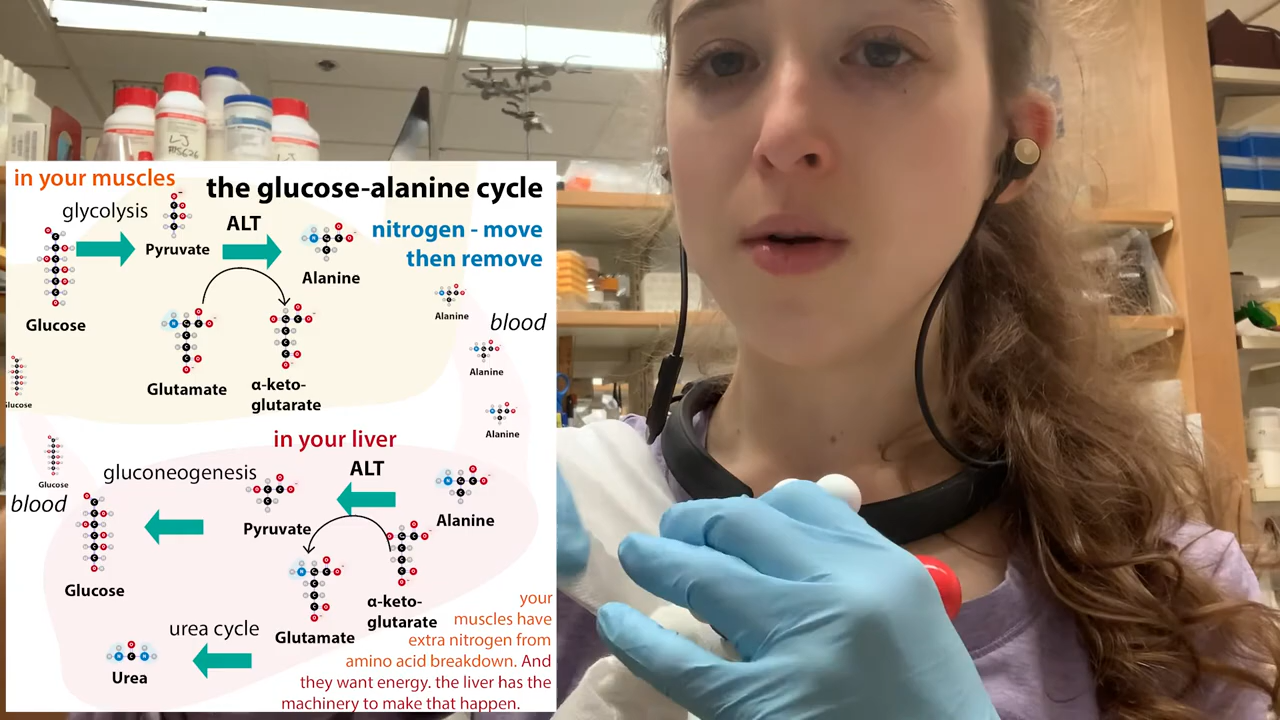 in your muscles
the glucose-alanine cycle
glycolysis
ALT
nitrogen - move
then remove
Pyruvate
Alanine
Glucose
Alanine
blood
Alanine
Glutamate
α-keto-
glutarate
Glucose
Alanine
in your liver
gluconeogenesis
ALT
Glucose
blood
Pyruvate
Alanine
Glucose
α-keto-
glutarate
Glutamate
urea cycle
Urea
your
muscles have
extra nitrogen from
amino acid breakdown. And
they want energy. the liver has the
machinery to make that happen.